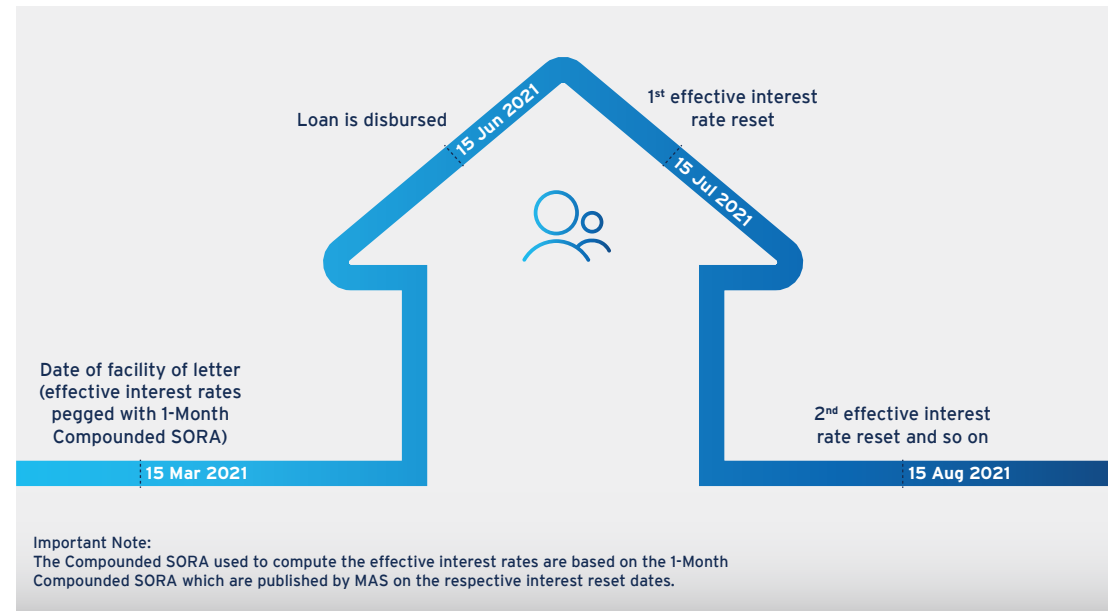 Loan is disbursed
15 Jun 2021
1st effective interest
rate reset
15 Jul 2021
Date of facility of letter
(effective interest rates
pegged with 1-Month
Compounded SORA)
15 Mar 2021
2nd effective interest
rate reset and so on
15 Aug 2021
Important Note:
The Compounded SORA used to compute the effective interest rates are based on the 1-Month
Compounded SORA which are published by MAS on the respective interest reset dates.